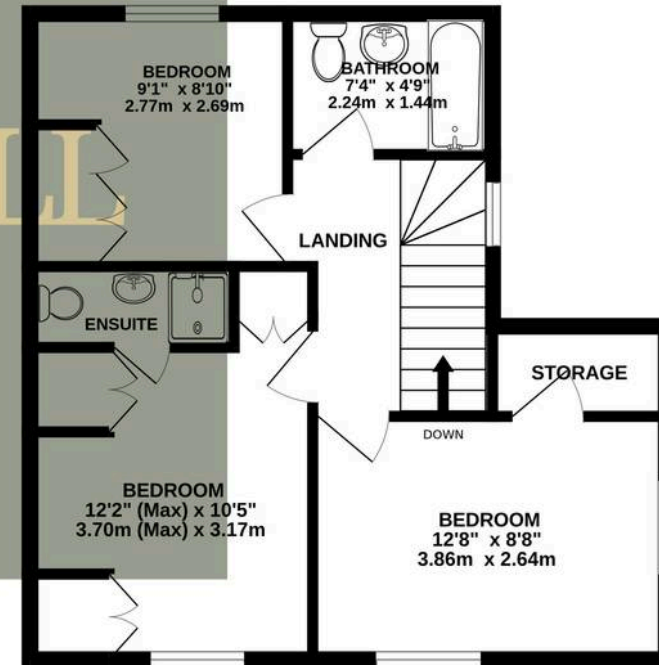 BEDROOM
9'1" x 8'10"
2.77m x 2.69m
BATHROOM
7'4" x 4'9"
2.24m x 1.44m
LL
LANDING
ENSUITE
STORAGE
DOWN
BEDROOM
12'2" (Max) x 10'5"
3.70m (Max) x 3.17m
BEDROOM
12'8" x 8'8"
3.86m x 2.64m